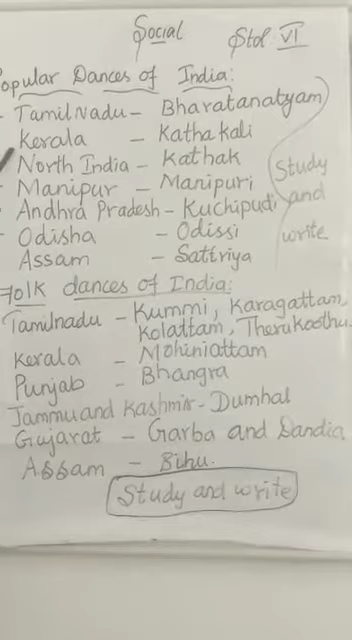 Social Std VI
opular Dances of India:
Tamil Nadu - Bharatanatyam
Kerala - Kathakali
North India - Kathak
Manipur - Manipuri
Andhra Pradesh - Kuchipudi
Odisha - Odissi
Assam - Sattriya
Study
and
write
Folk dances of India:
Tamilnadu - Kummi, Karagattam,
Kolattam, Therukoothu
Kerala - Mohiniattam
Punjab - Bhangra
Jammu and Kashmir - Dumhal
Gujarat - Garba and Dandia
Assam - Bihu.
Study and write